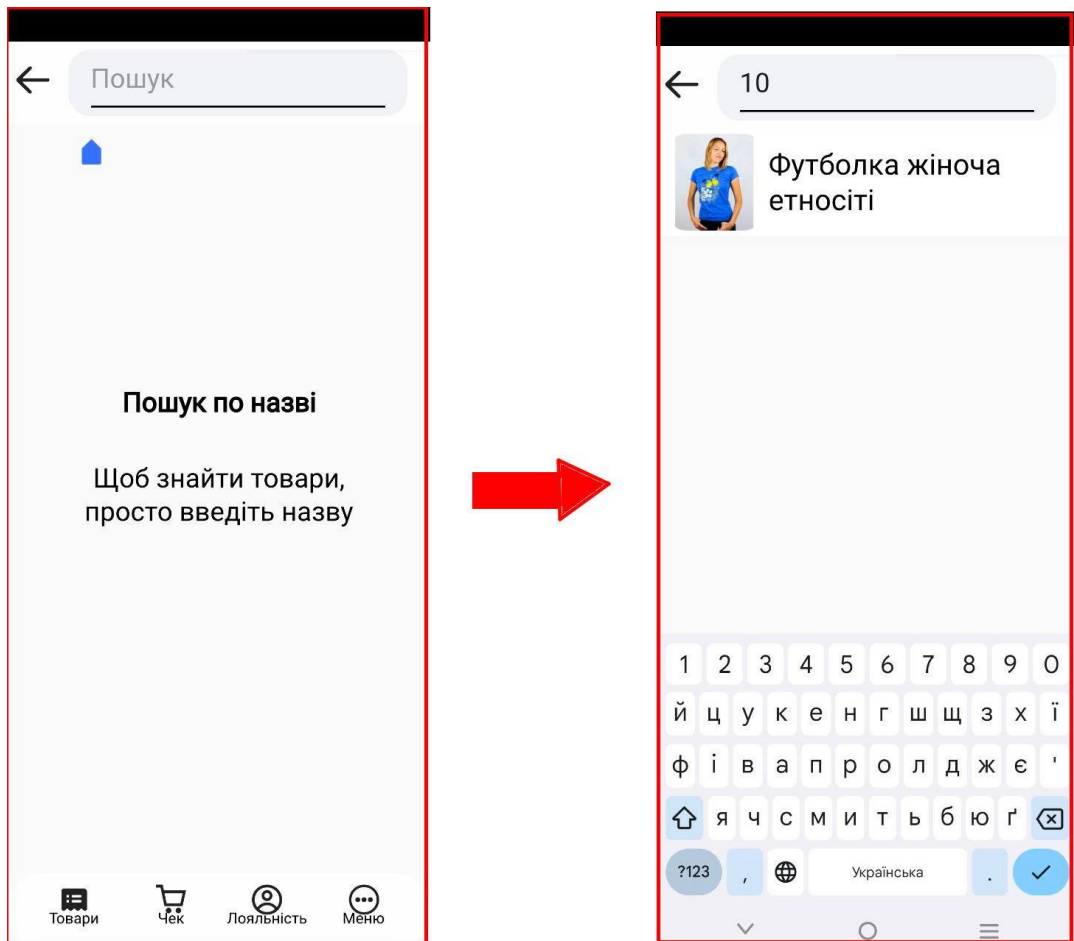 Пошук
Пошук по назві
Щоб знайти товари,
просто введіть назву
Товари
Чек
Лояльність
Меню
10
Футболка жіноча
етносіті
1 2 3 4 5 6 7 8 9 0
й ц у к е н г ш щ з х ї
ф і в а п р о л д ж є '
я ч с м и т ь б ю ґ
?123 , Українська .